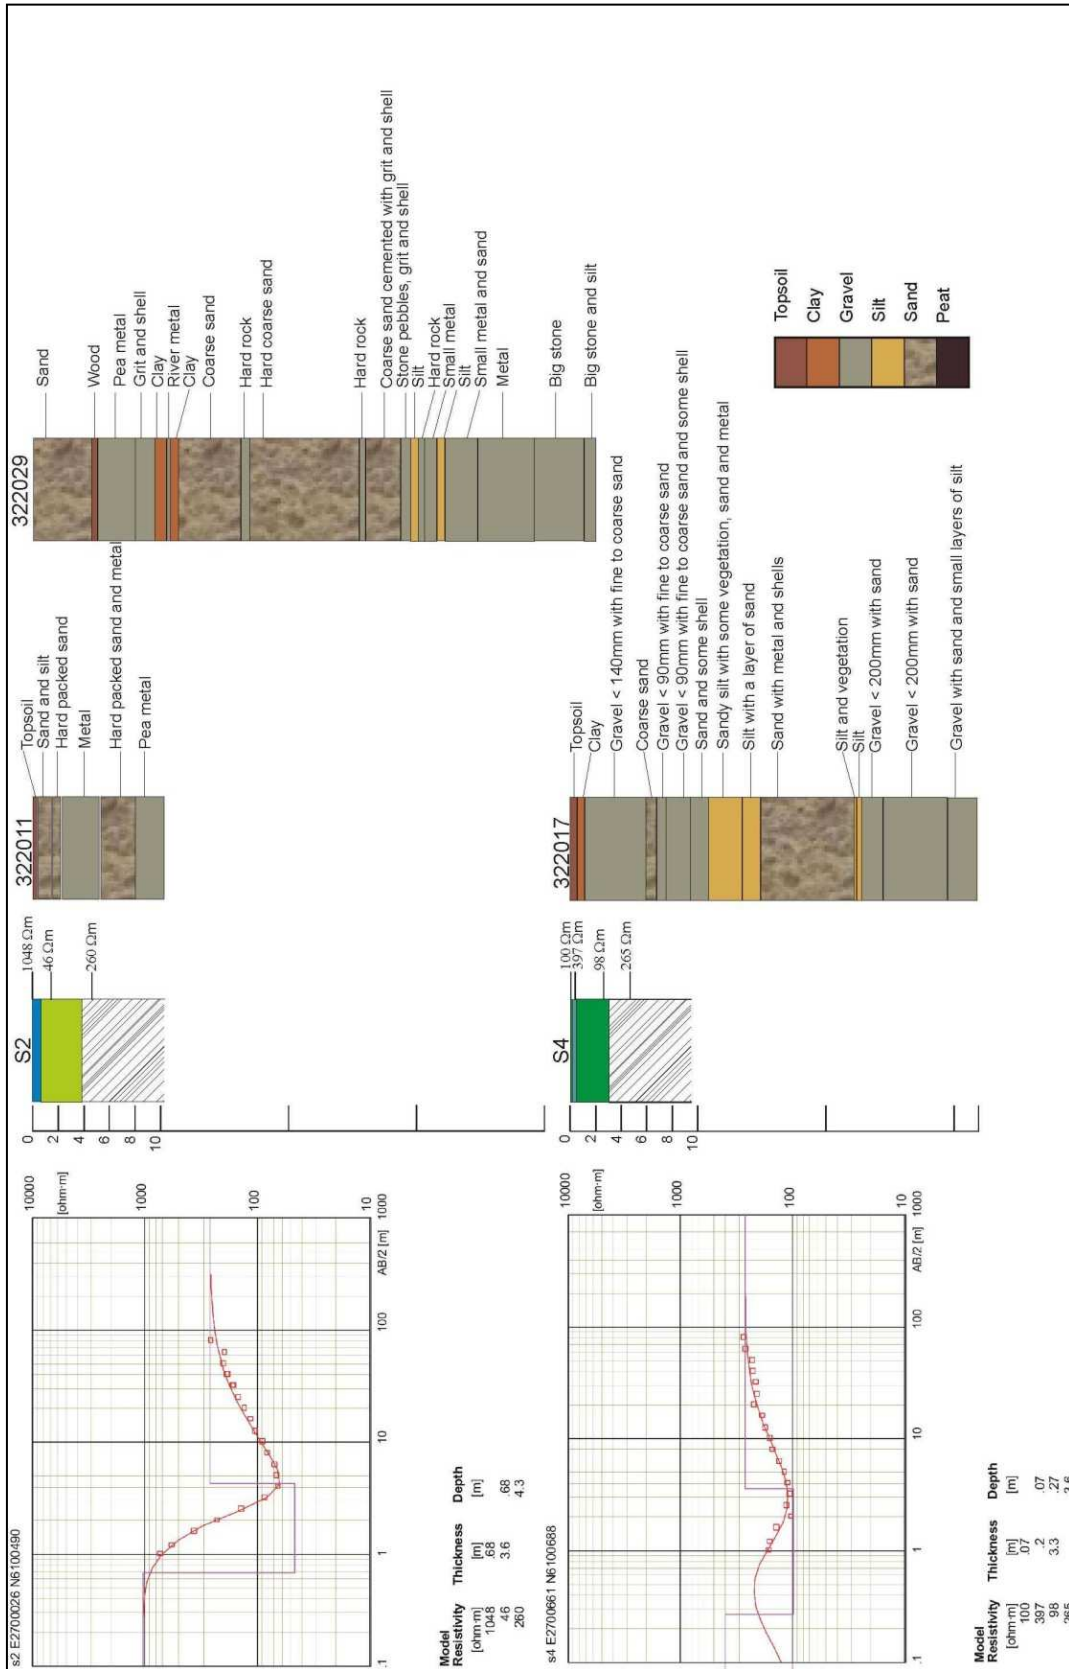 s2 E2700026 N6100490
10000
[ohm·m]
1000
100
10
.1
1
10
100
AB/2 [m]
1000
Model
Resistivity Thickness Depth
[ohm·m] [m] [m]
1048 .68 .68
46 3.6 4.3
260
S2
0
2
4
6
8
10
1048 Ωm
46 Ωm
260 Ωm
322011
Topsoil
Sand and silt
Hard packed sand
Metal
Hard packed sand and metal
Pea metal
322029
Sand
Wood
Pea metal
Grit and shell
Clay
River metal
Clay
Coarse sand
Hard rock
Hard coarse sand
Hard rock
Coarse sand cemented with grit and shell
Stone pebbles, grit and shell
Silt
Hard rock
Small metal
Silt
Small metal and sand
Metal
Big stone
Big stone and silt
s4 E2700661 N6100688
10000
[ohm·m]
1000
100
10
.1
1
10
100
AB/2 [m]
1000
Model
Resistivity Thickness Depth
[ohm·m] [m] [m]
100 .07 .07
397 .2 .27
98 3.3 3.6
265
S4
0
2
4
6
8
10
100 Ωm
397 Ωm
98 Ωm
265 Ωm
322017
Topsoil
Clay
Gravel < 140mm with fine to coarse sand
Coarse sand
Gravel < 90mm with fine to coarse sand
Gravel < 90mm with fine to coarse sand and some shell
Sand and some shell
Sandy silt with some vegetation, sand and metal
Silt with a layer of sand
Sand with metal and shells
Silt and vegetation
Silt
Gravel < 200mm with sand
Gravel < 200mm with sand
Gravel with sand and small layers of silt
Topsoil
Clay
Gravel
Silt
Sand
Peat